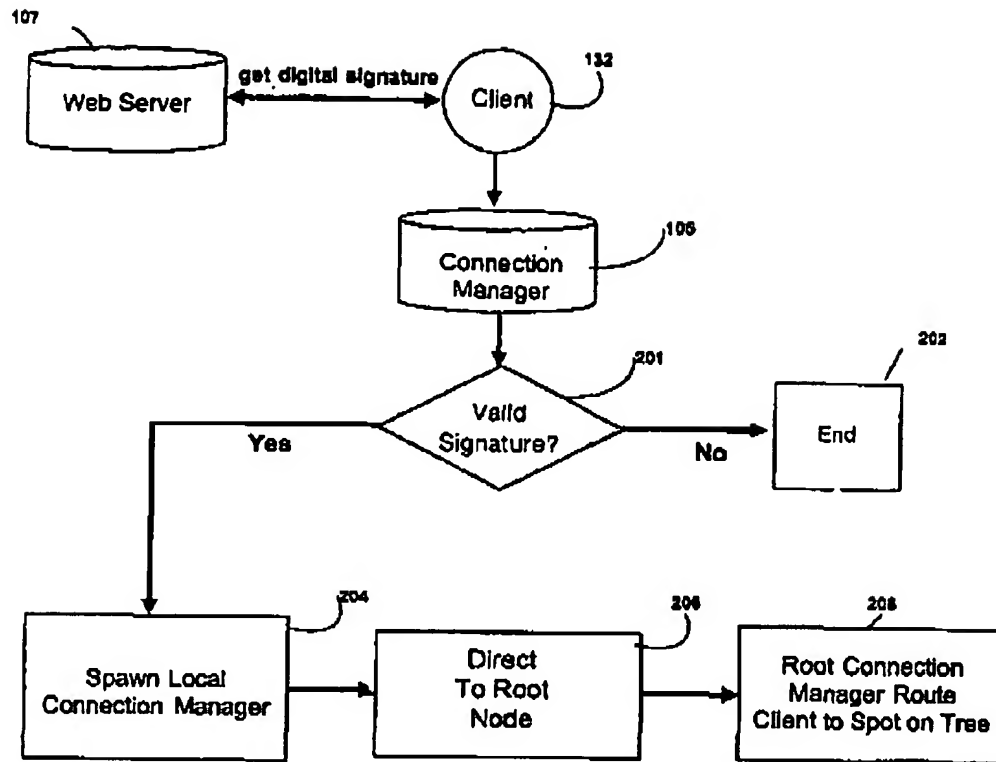 107
get digital signature
132
Web Server
Client
105
Connection
Manager
201
202
Valid
Signature?
End
Yes
No
204
206
208
Spawn Local
Connection Manager
Direct
To Root
Node
Root Connection
Manager Route
Client to Spot on Tree